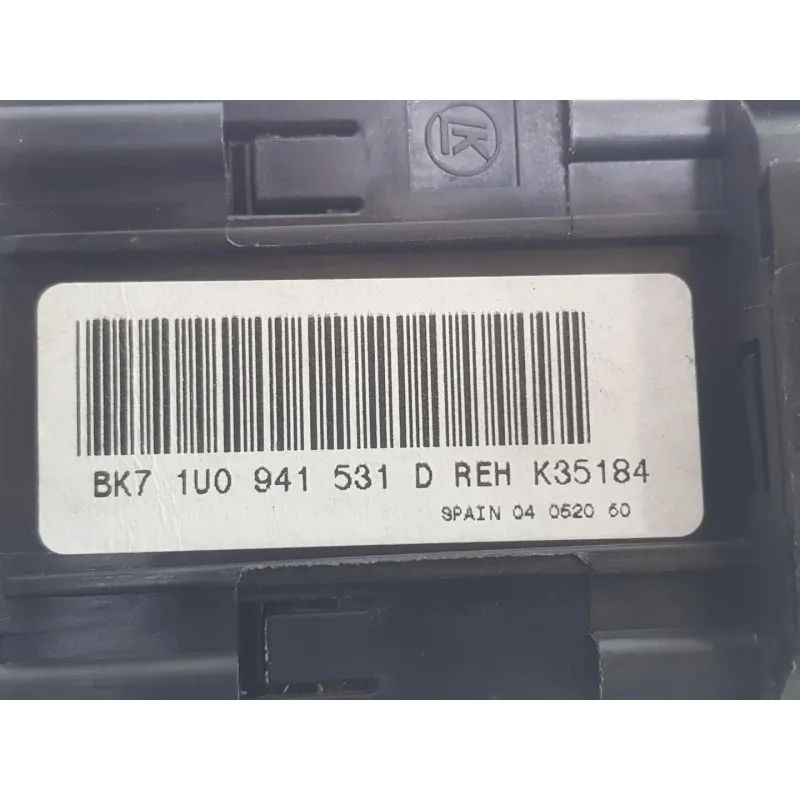 BK7 1U0 941 531 D REH K35184
SPAIN 04 0520 60